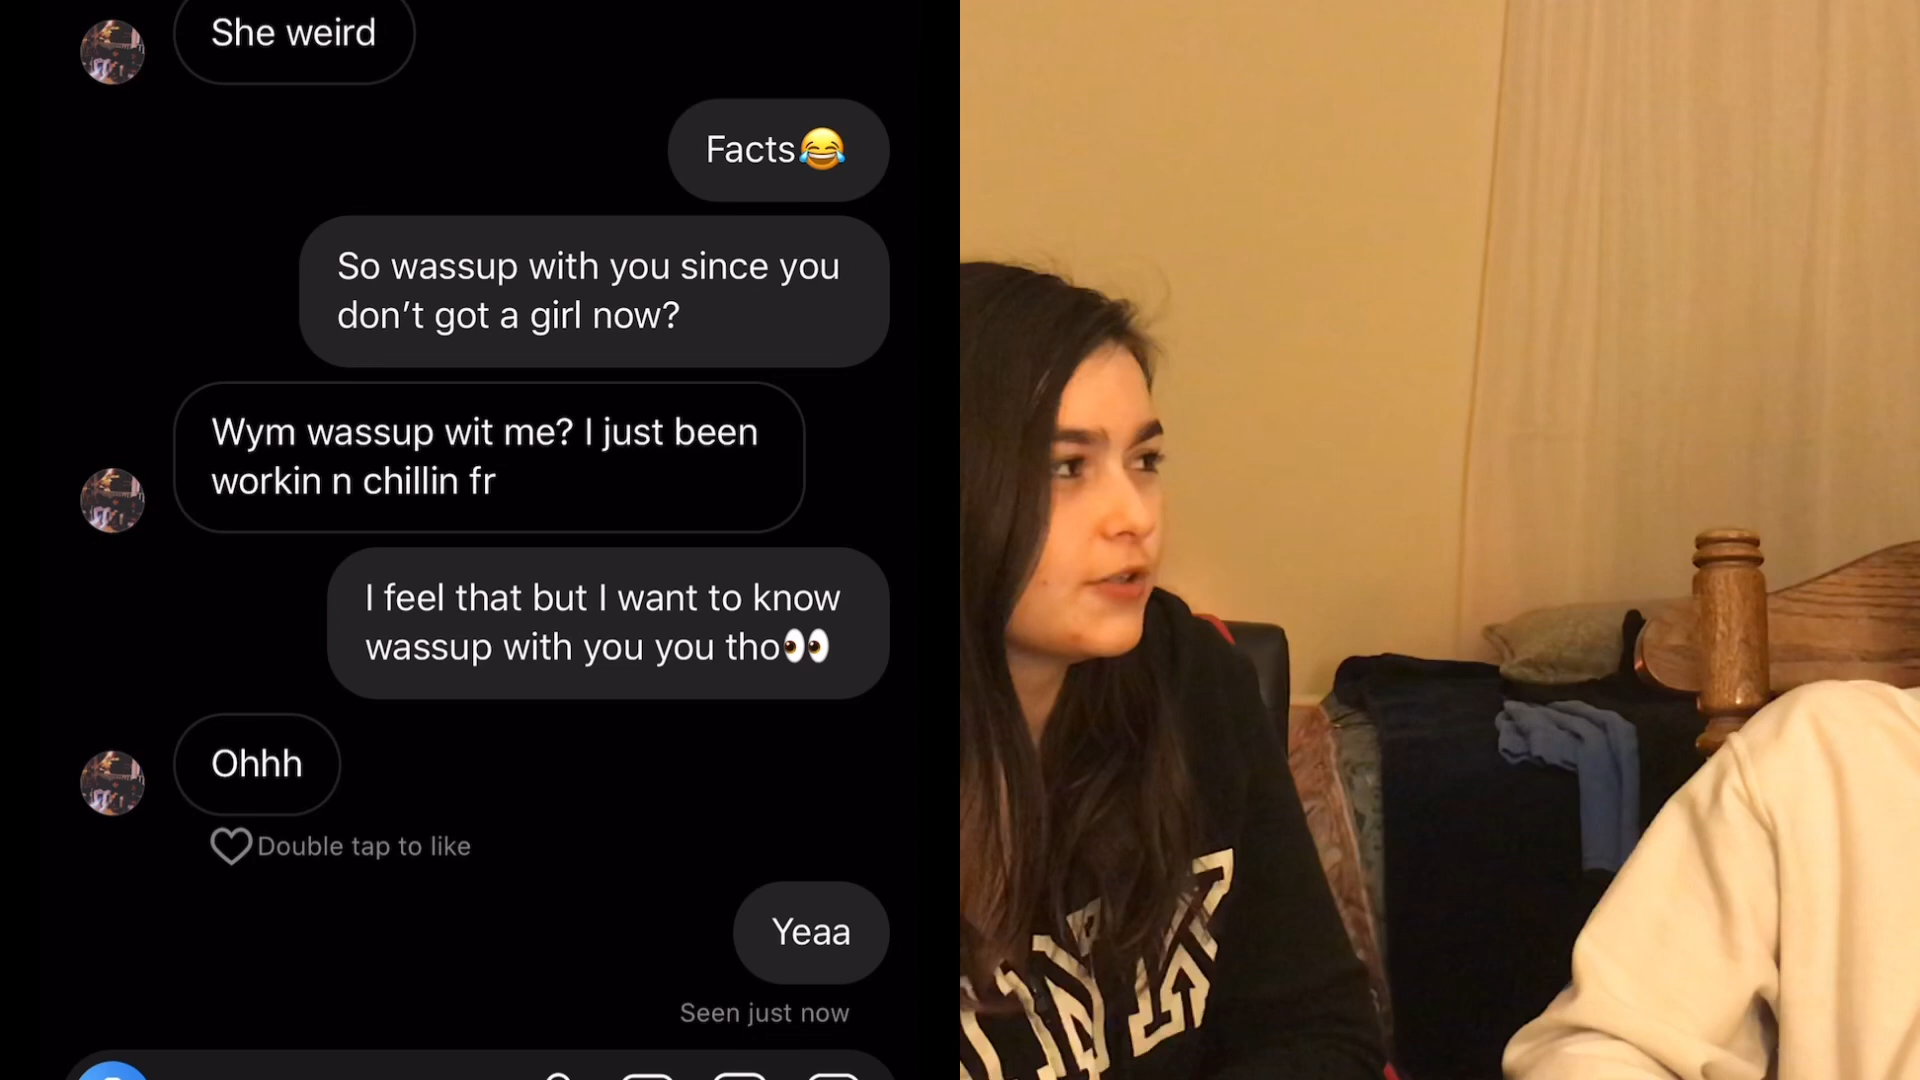 She weird
Facts😂
So wassup with you since you
don't got a girl now?
Wym wassup wit me? I just been
workin n chillin fr
I feel that but I want to know
wassup with you you tho👀
Ohhh
Double tap to like
Yeaa
Seen just now